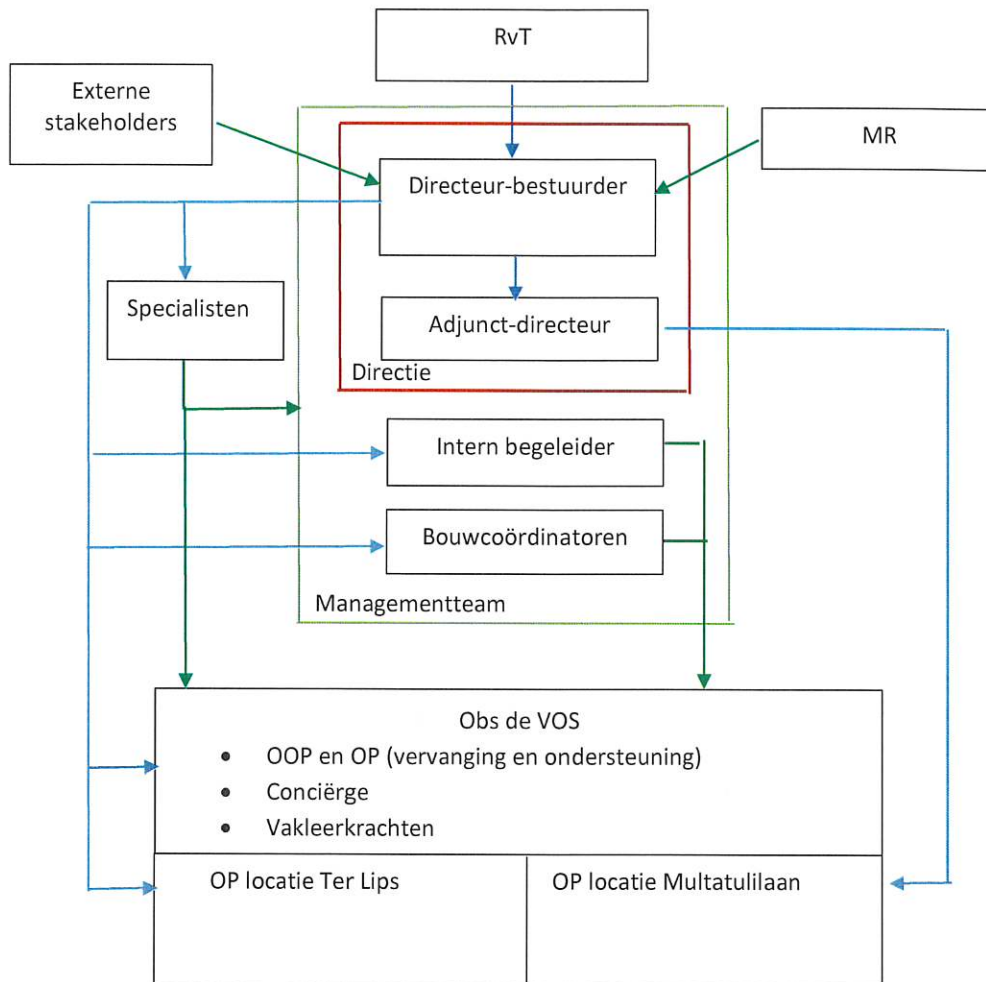 RvT
Externe
stakeholders
MR
Directeur-bestuurder
Specialisten
Adjunct-directeur
Directie
Intern begeleider
Bouwcoördinatoren
Managementteam
Obs de VOS
• OOP en OP (vervanging en ondersteuning)
• Conciërge
• Vakleerkrachten
OP locatie Ter Lips
OP locatie Multatulilaan